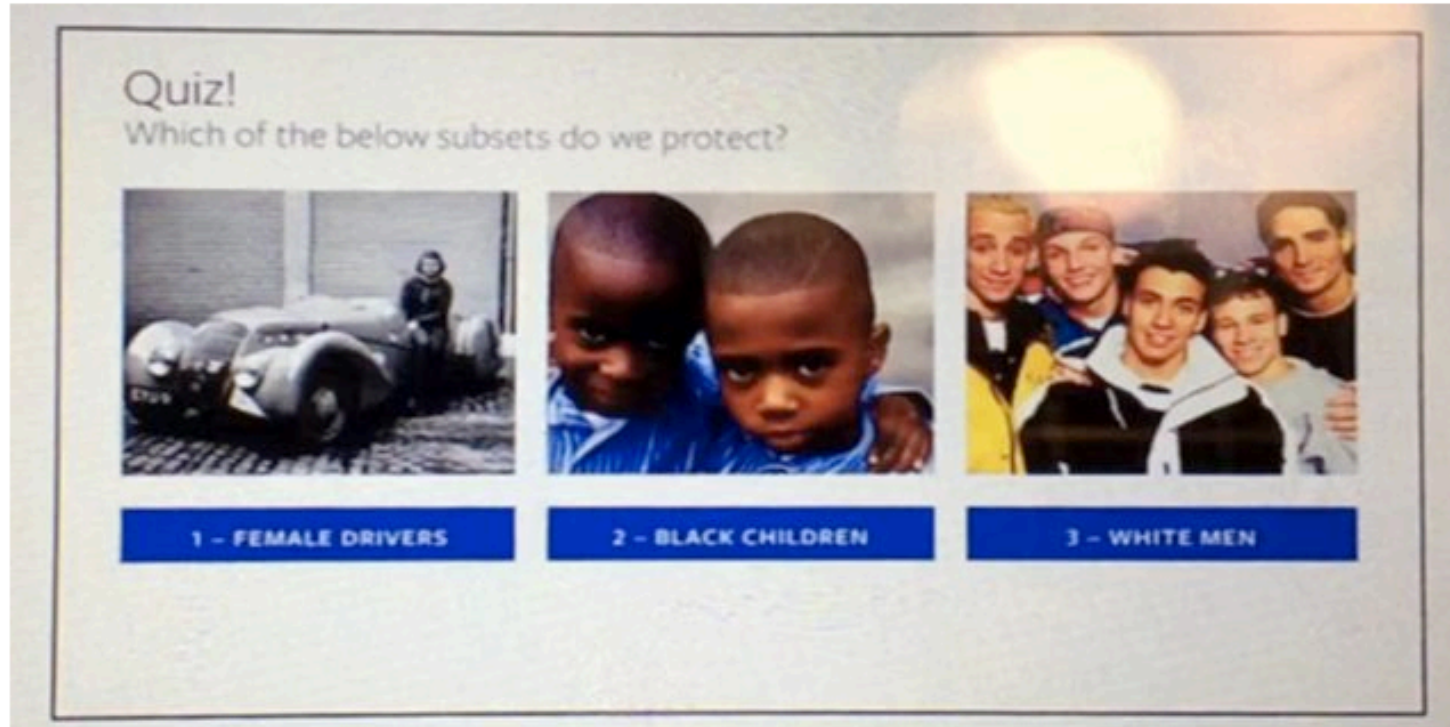 Quiz!
Which of the below subsets do we protect?
1 – FEMALE DRIVERS
2 – BLACK CHILDREN
3 – WHITE MEN